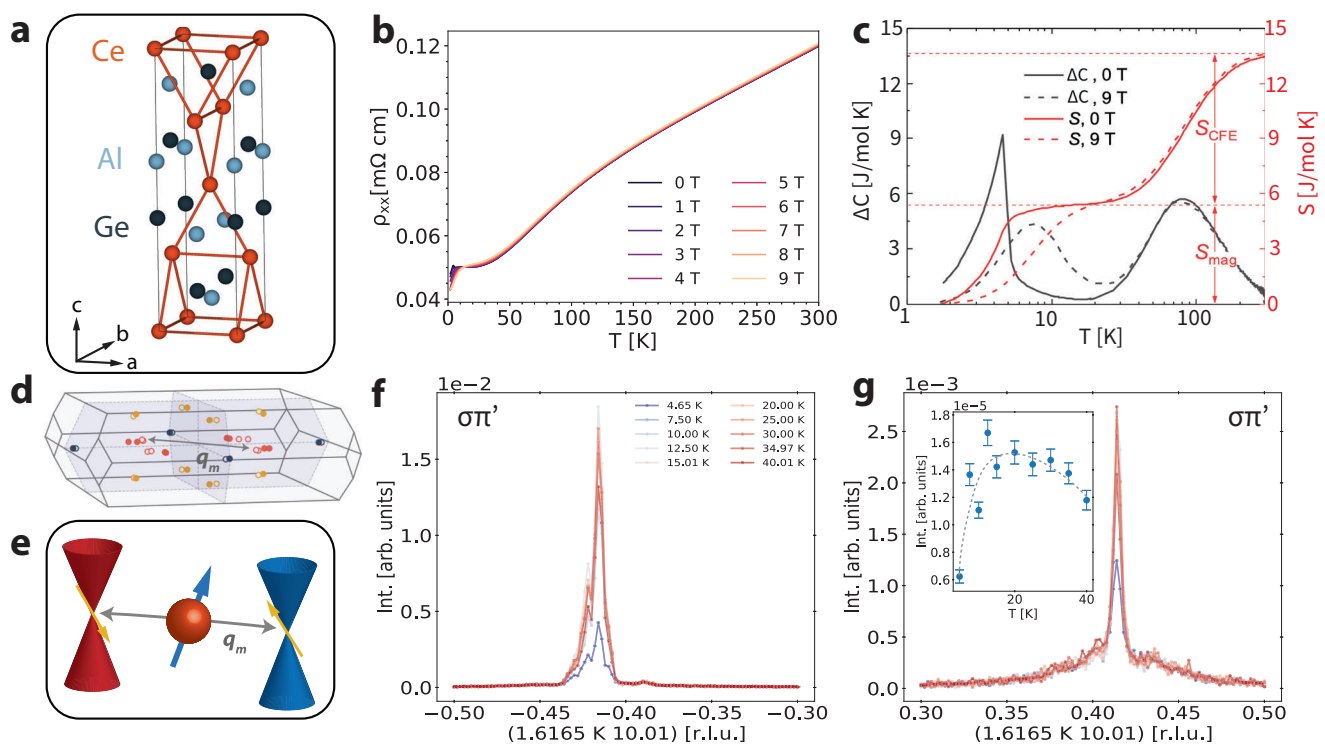 a
Ce
Al
Ge
c
b
a
b
0.12
0.10
0.08
0.06
0.04
ρxx[mΩ cm]
0 T
1 T
2 T
3 T
4 T
5 T
6 T
7 T
8 T
9 T
0
50
100
150
200
250
300
T [K]
c
15
12
9
6
3
0
ΔC [J/mol K]
ΔC, 0 T
ΔC, 9 T
S, 0 T
S, 9 T
SCFE
Smag
15
12
9
6
3
0
S [J/mol K]
1
10
100
T [K]
d
qm
e
qm
f
1e−2
σπ’
1.5
1.0
0.5
0.0
Int. [arb. units]
4.65 K
7.50 K
10.00 K
12.50 K
15.01 K
20.00 K
25.00 K
30.00 K
34.97 K
40.01 K
−0.50
−0.45
−0.40
−0.35
−0.30
(1.6165 K 10.01) [r.l.u.]
g
1e−3
σπ’
2.5
2.0
1.5
1.0
0.5
0.0
Int. [arb. units]
1e−5
1.8
1.6
1.4
1.2
1.0
0.8
0.6
Int. [arb. units]
20
40
T [K]
0.30
0.35
0.40
0.45
0.50
(1.6165 K 10.01) [r.l.u.]